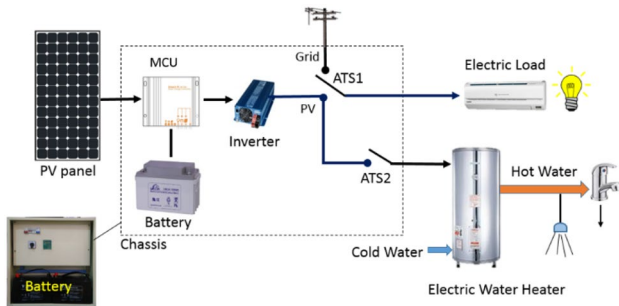 Grid
ATS1
Electric Load
MCU
PV
Inverter
PV panel
ATS2
Hot Water
Battery
Chassis
Battery
Cold Water
Electric Water Heater